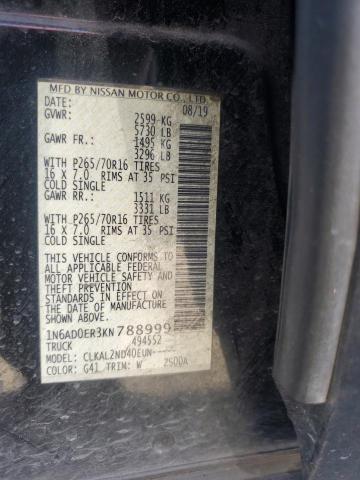 MFD BY NISSAN MOTOR CO., LTD.
DATE: 08/19
GVWR: 2599 KG
5730 LB
GAWR FR.: 1495 KG
3296 LB
WITH P265/70R16 TIRES
16 X 7.0 RIMS AT 35 PSI
COLD SINGLE
GAWR RR.: 1511 KG
3331 LB
WITH P265/70R16 TIRES
16 X 7.0 RIMS AT 35 PSI
COLD SINGLE
THIS VEHICLE CONFORMS
TO ALL APPLICABLE FEDERAL
MOTOR VEHICLE SAFETY
STANDARDS AND
THEFT PREVENTION STANDARD
IN EFFECT ON
THE DATE OF MANUFACTURE
SHOWN ABOVE
1N6AD0ER3KN788999
TRUCK 494552
MODEL: CLKAL2ND40EUN-----
COLOR: G41 TRIM: W 2500A